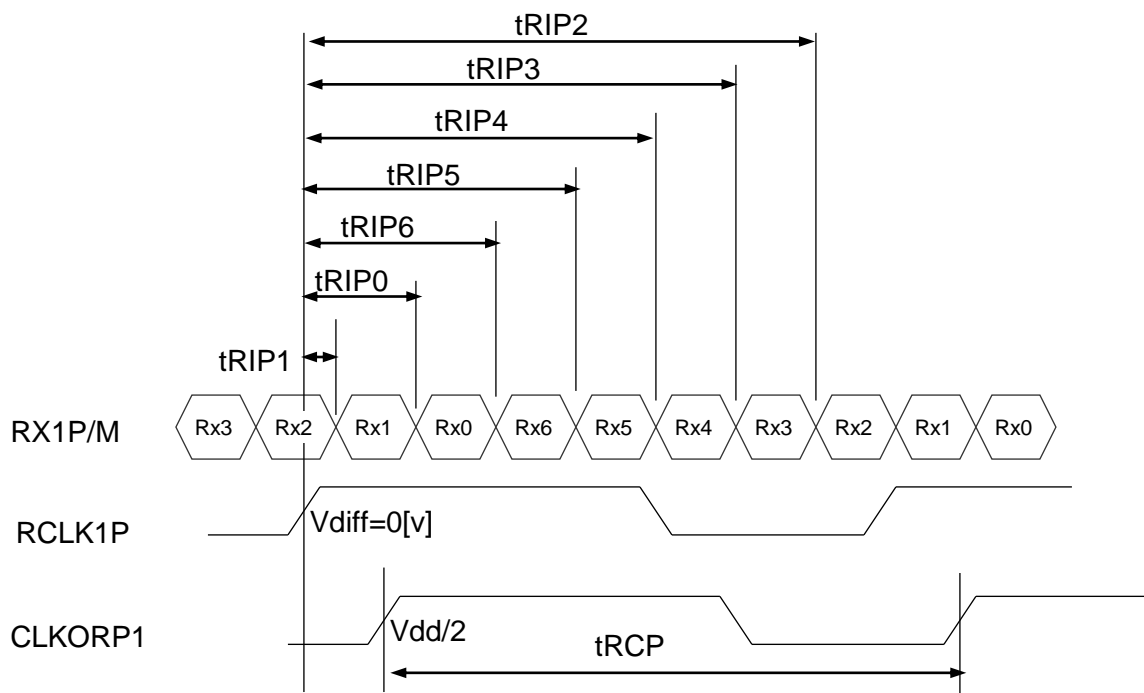 tRIP2
tRIP3
tRIP4
tRIP5
tRIP6
tRIP0
tRIP1
RX1P/M Rx3 Rx2 Rx1 Rx0 Rx6 Rx5 Rx4 Rx3 Rx2 Rx1 Rx0
RCLK1P Vdiff=0[v]
CLKORP1 Vdd/2 tRCP